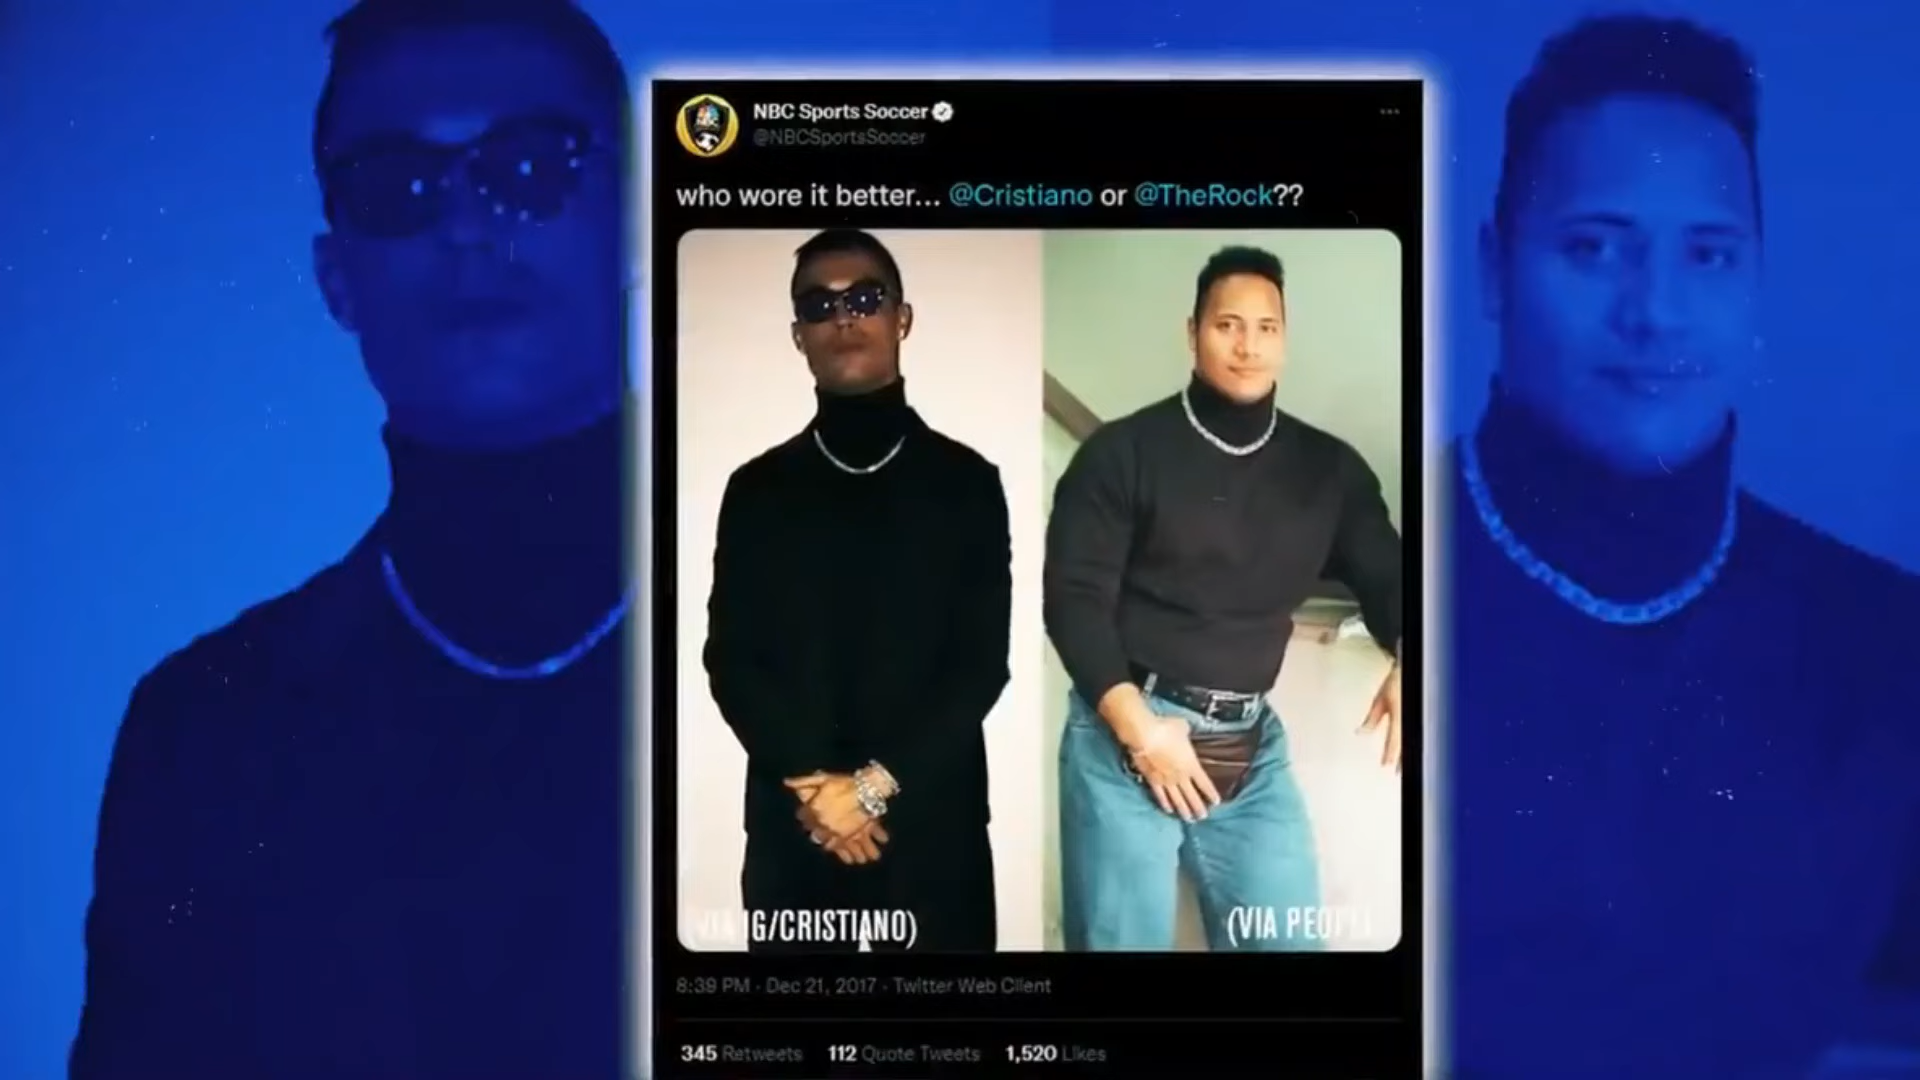 NBC Sports Soccer
@NBCSportsSoccer
who wore it better... @Cristiano or @TheRock??
IG/CRISTIANO)
(VIA PEOPLE
8:39 PM · Dec 21, 2017 · Twitter Web Client
345 Retweets 112 Quote Tweets 1,520 Likes